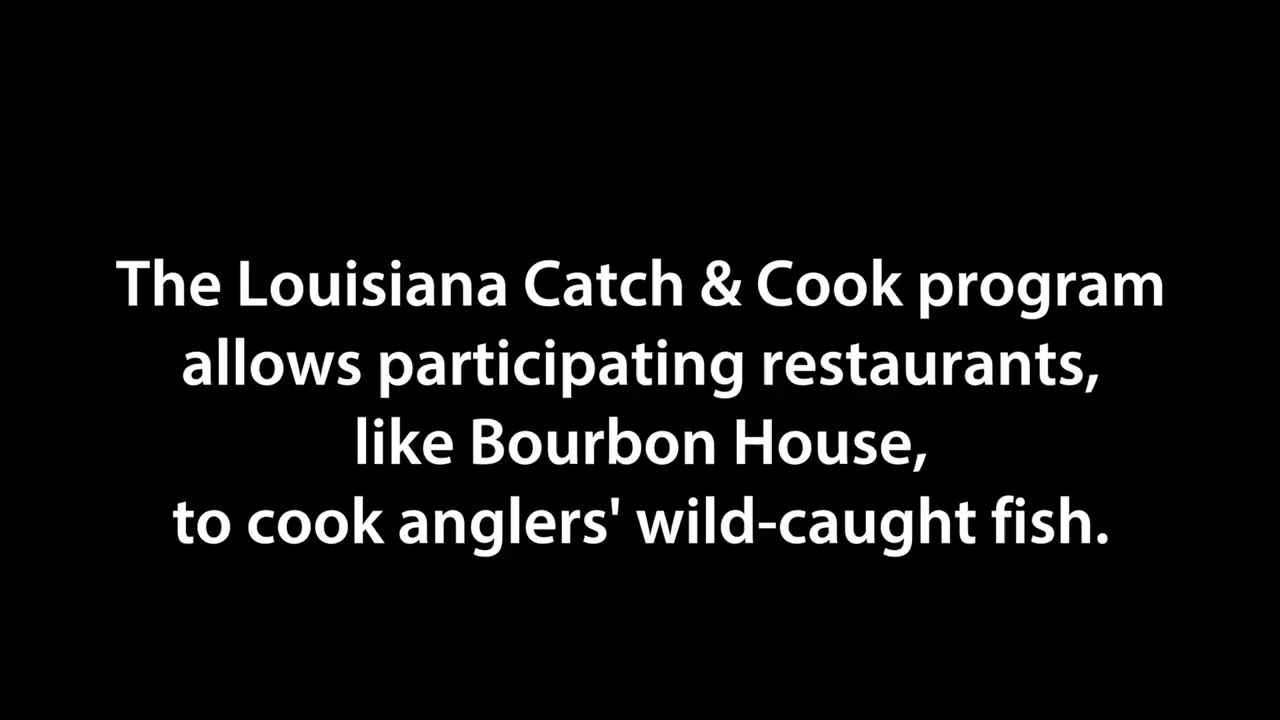 The Louisiana Catch & Cook program
allows participating restaurants,
like Bourbon House,
to cook anglers' wild-caught fish.